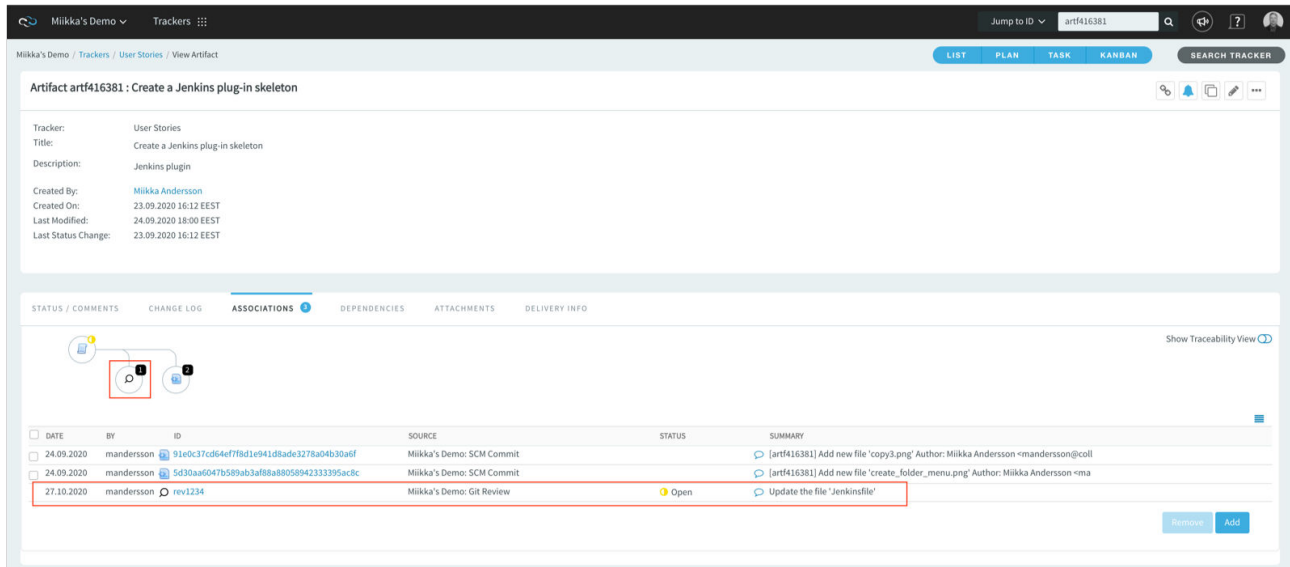 Miikka's Demo Trackers Jump to ID artf416381 ?
Miikka's Demo / Trackers / User Stories / View Artifact LIST PLAN TASK KANBAN SEARCH TRACKER
Artifact artf416381 : Create a Jenkins plug-in skeleton
Tracker: User Stories
Title: Create a Jenkins plug-in skeleton
Description: Jenkins plugin
Created By: Miikka Andersson
Created On: 23.09.2020 16:12 EEST
Last Modified: 24.09.2020 18:00 EEST
Last Status Change: 23.09.2020 16:12 EEST
STATUS / COMMENTS CHANGE LOG ASSOCIATIONS 3 DEPENDENCIES ATTACHMENTS DELIVERY INFO
Show Traceability View
1 2
DATE BY ID SOURCE STATUS SUMMARY
24.09.2020 mandersson 91e0c37cd64ef7f8d1e941d8ade3278a04b30a6f Miikka's Demo: SCM Commit [artf416381] Add new file 'copy3.png' Author: Miikka Andersson <mandersson@coll
24.09.2020 mandersson 5d30aa6047b589ab3af88a88058942333395ac8c Miikka's Demo: SCM Commit [artf416381] Add new file 'create_folder_menu.png' Author: Miikka Andersson <ma
27.10.2020 mandersson rev1234 Miikka's Demo: Git Review Open Update the file 'Jenkinsfile'
Remove Add